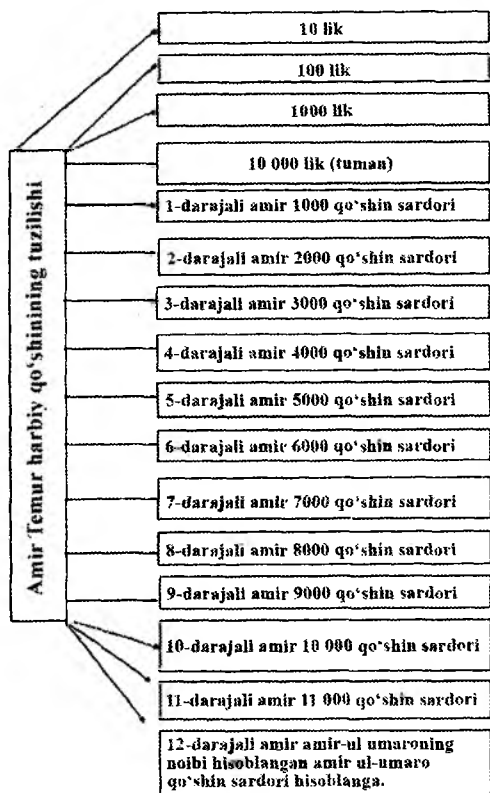 Amir Temur harbiy qo‘shinining tuzilishi
10 lik
100 lik
1000 lik
10 000 lik (tuman)
1-darajali amir 1000 qo‘shin sardori
2-darajali amir 2000 qo‘shin sardori
3-darajali amir 3000 qo‘shin sardori
4-darajali amir 4000 qo‘shin sardori
5-darajali amir 5000 qo‘shin sardori
6-darajali amir 6000 qo‘shin sardori
7-darajali amir 7000 qo‘shin sardori
8-darajali amir 8000 qo‘shin sardori
9-darajali amir 9000 qo‘shin sardori
10-darajali amir 10 000 qo‘shin sardori
11-darajali amir 11 000 qo‘shin sardori
12-darajali amir amir-ul umaroning
noibi hisoblangan amir ul-umaro
qo‘shin sardori hisoblanga.